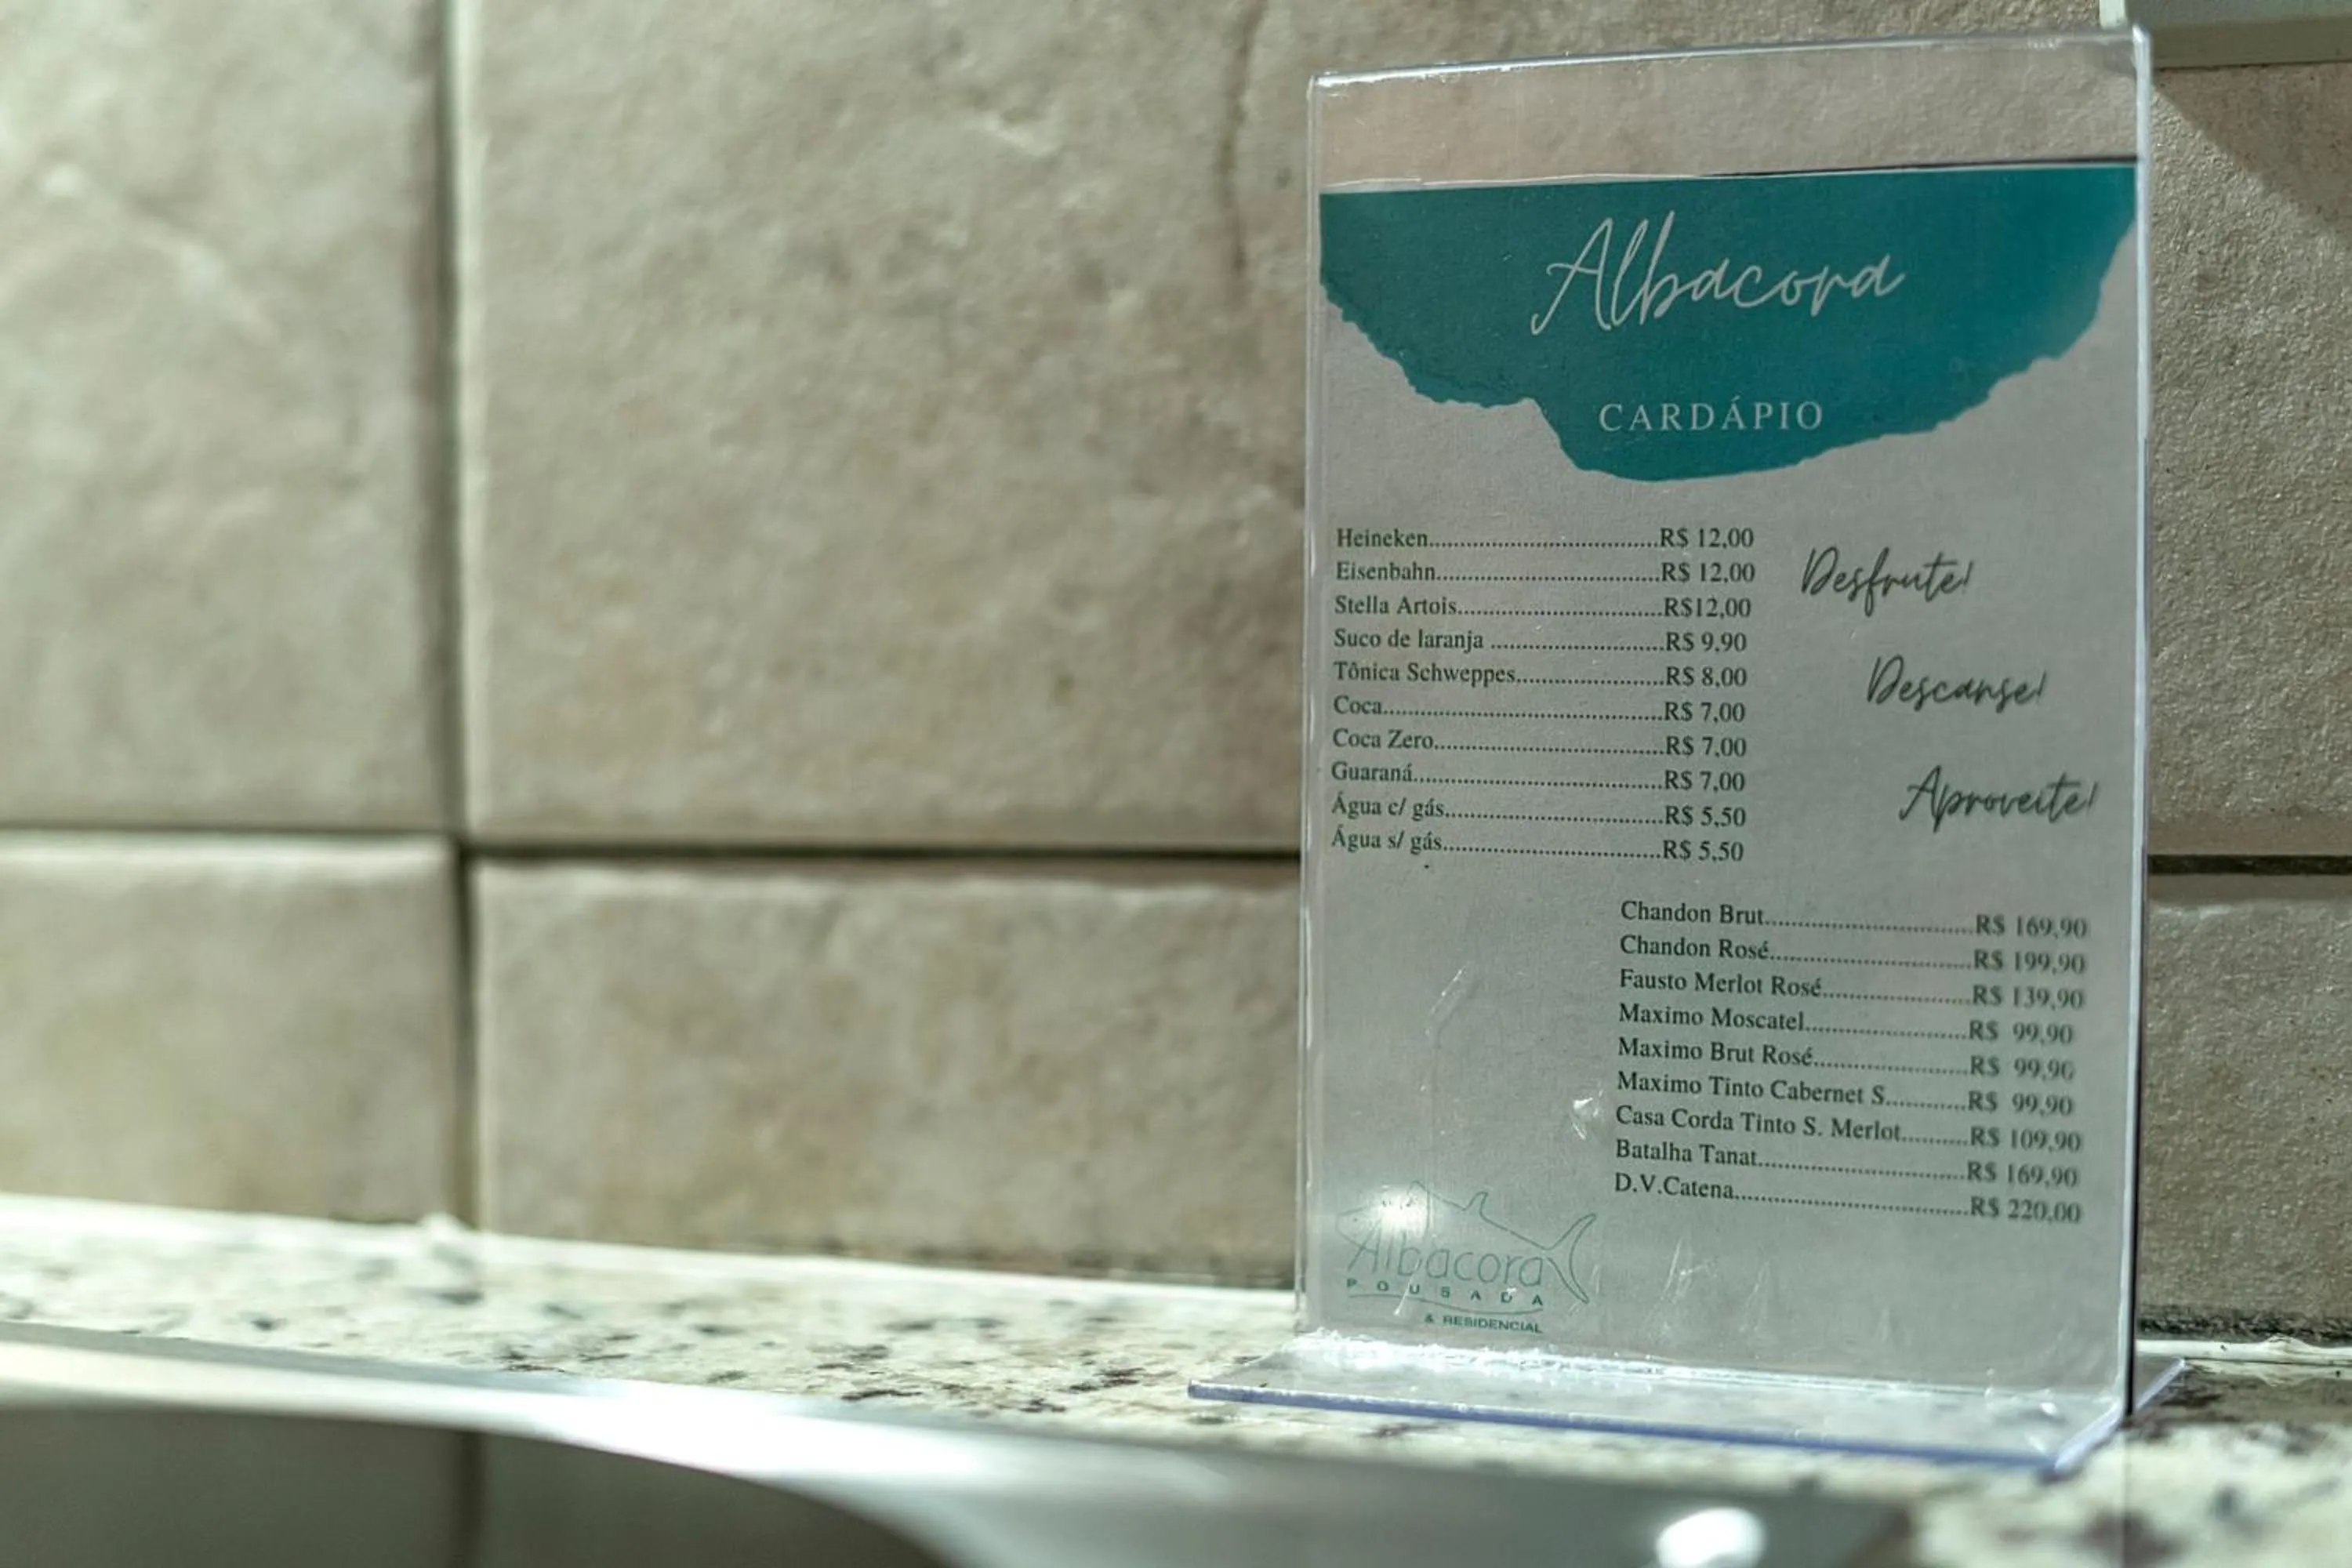 Albacora
CARDÁPIO
Heineken......................................R$ 12,00
Eisenbahn.....................................R$ 12,00
Stella Artois..................................R$12,00
Suco de laranja .............................R$ 9,90
Tônica Schweppes.........................R$ 8,00
Coca..............................................R$ 7,00
Coca Zero......................................R$ 7,00
Guaraná.........................................R$ 7,00
Água c/ gás....................................R$ 5,50
Água s/ gás....................................R$ 5,50
Desfrute!
Descanse!
Aproveite!
Chandon Brut..................................R$ 169,90
Chandon Rosé.................................R$ 199,90
Fausto Merlot Rosé........................R$ 139,90
Maximo Moscatel...........................R$ 99,90
Maximo Brut Rosé..........................R$ 99,90
Maximo Tinto Cabernet S.............R$ 99,90
Casa Corda Tinto S. Merlot...........R$ 109,90
Batalha Tanat..................................R$ 169,90
D.V.Catena......................................R$ 220,00
Albacora
POUSADA
& RESIDENCIAL